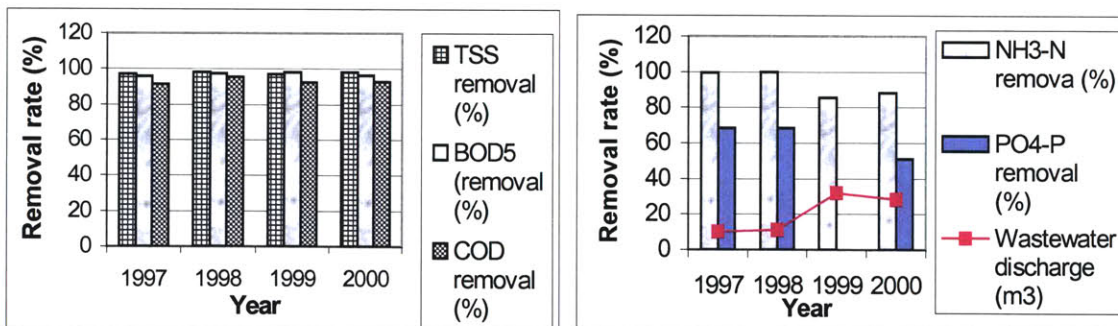 Removal rate (%)
120
100
80
60
40
20
0
1997 1998 1999 2000
Year
TSS
removal
(%)
BOD5
(removal
(%)
COD
removal
(%)
Removal rate (%)
120
100
80
60
40
20
0
1997 1998 1999 2000
Year
NH3-N
remova (%)
PO4-P
removal
(%)
Wastewater
discharge
(m3)